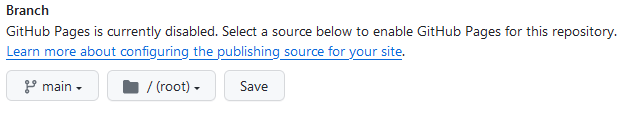 Branch
GitHub Pages is currently disabled. Select a source below to enable GitHub Pages for this repository.
Learn more about configuring the publishing source for your site.
main / (root) Save